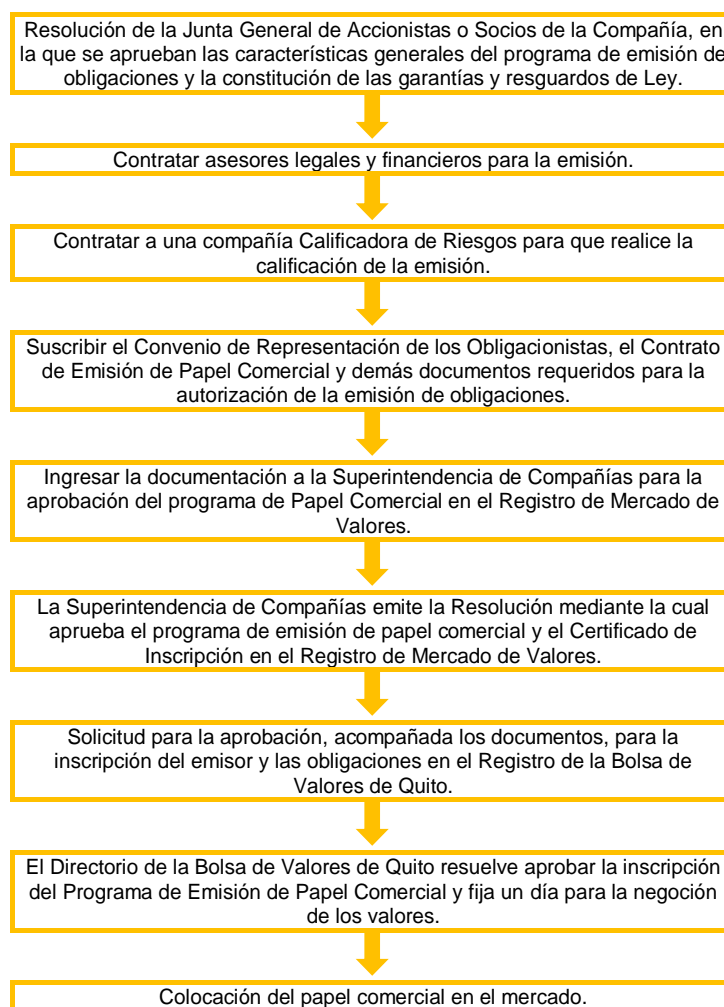 Resolución de la Junta General de Accionistas o Socios de la Compañía, en
la que se aprueban las características generales del programa de emisión de
obligaciones y la constitución de las garantías y resguardos de Ley.
Contratar asesores legales y financieros para la emisión.
Contratar a una compañía Calificadora de Riesgos para que realice la
calificación de la emisión.
Suscribir el Convenio de Representación de los Obligacionistas, el Contrato
de Emisión de Papel Comercial y demás documentos requeridos para la
autorización de la emisión de obligaciones.
Ingresar la documentación a la Superintendencia de Compañías para la
aprobación del programa de Papel Comercial en el Registro de Mercado de
Valores.
La Superintendencia de Compañías emite la Resolución mediante la cual
aprueba el programa de emisión de papel comercial y el Certificado de
Inscripción en el Registro de Mercado de Valores.
Solicitud para la aprobación, acompañada los documentos, para la
inscripción del emisor y las obligaciones en el Registro de la Bolsa de
Valores de Quito.
El Directorio de la Bolsa de Valores de Quito resuelve aprobar la inscripción
del Programa de Emisión de Papel Comercial y fija un día para la negoción
de los valores.
Colocación del papel comercial en el mercado.